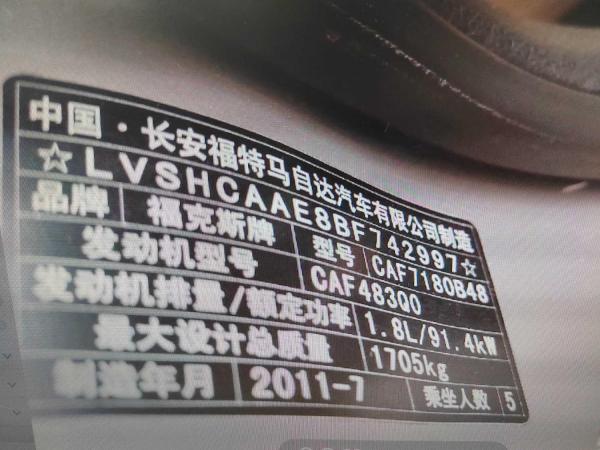 中国·长安福特马自达汽车有限公司制造
☆LVSHCAAE8BF742997☆
品牌 福克斯牌 型号 CAF7180B48
发动机型号 CAF483Q0
发动机排量/额定功率 1.8L/91.4kW
最大设计总质量 1705kg
制造年月 2011-7 乘坐人数 5